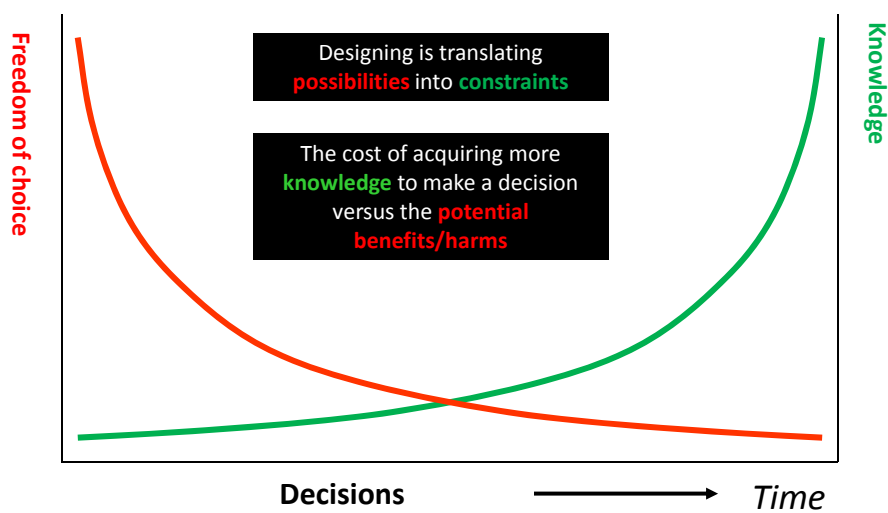 Freedom of choice
Designing is translating
possibilities into constraints
The cost of acquiring more
knowledge to make a decision
versus the potential
benefits/harms
Knowledge
Decisions
Time